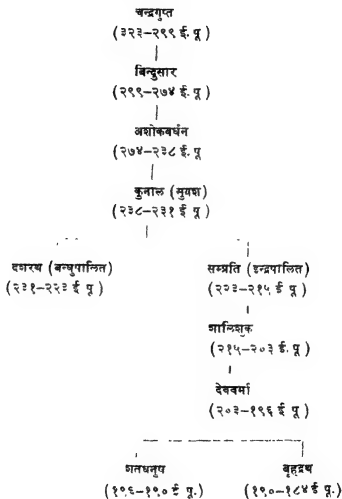 चन्द्रगुप्त
(३२३–२९९ ई. पू)
बिन्दुसार
(२९९–२७४ ई. पू )
अशोकवर्धन
(२७४–२३८ ई. पू
कुनाल (सुयश)
(२३८–२३१ ई पू)
दशरथ (बन्धुपालित)
(२३१–२२३ ई पू)
सम्प्रति (इन्द्रपालित)
(२२३–२१५ ई पू)
शालिशुक
(२१५–२०३ ई. पू)
देववर्मा
(२०३–१९६ ई पू)
शतधनुष
(१९६–१९० ई पू.)
बृहद्रथ
(१९०–१८४ ई पू.)